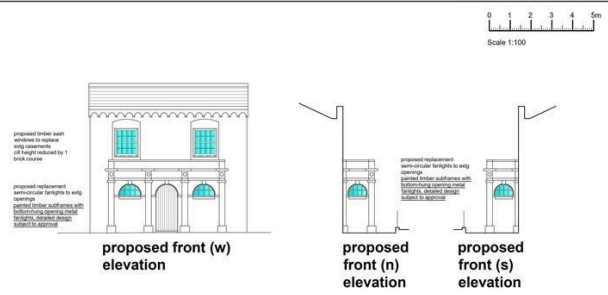 0 1 2 3 4 5m
Scale 1:100
proposed timber sash
windows to replace
extg casements
cill height reduced by 1
brick course
proposed replacement
semi-circular fanlights to extg
openings
painted timber subframes with
bottom-hung opening metal
fanlights, detailed design
subject to approval
proposed replacement
semi-circular fanlights to extg
openings
painted timber subframes with
bottom-hung opening metal
fanlights, detailed design
subject to approval
proposed front (w)
elevation
proposed
front (n)
elevation
proposed
front (s)
elevation